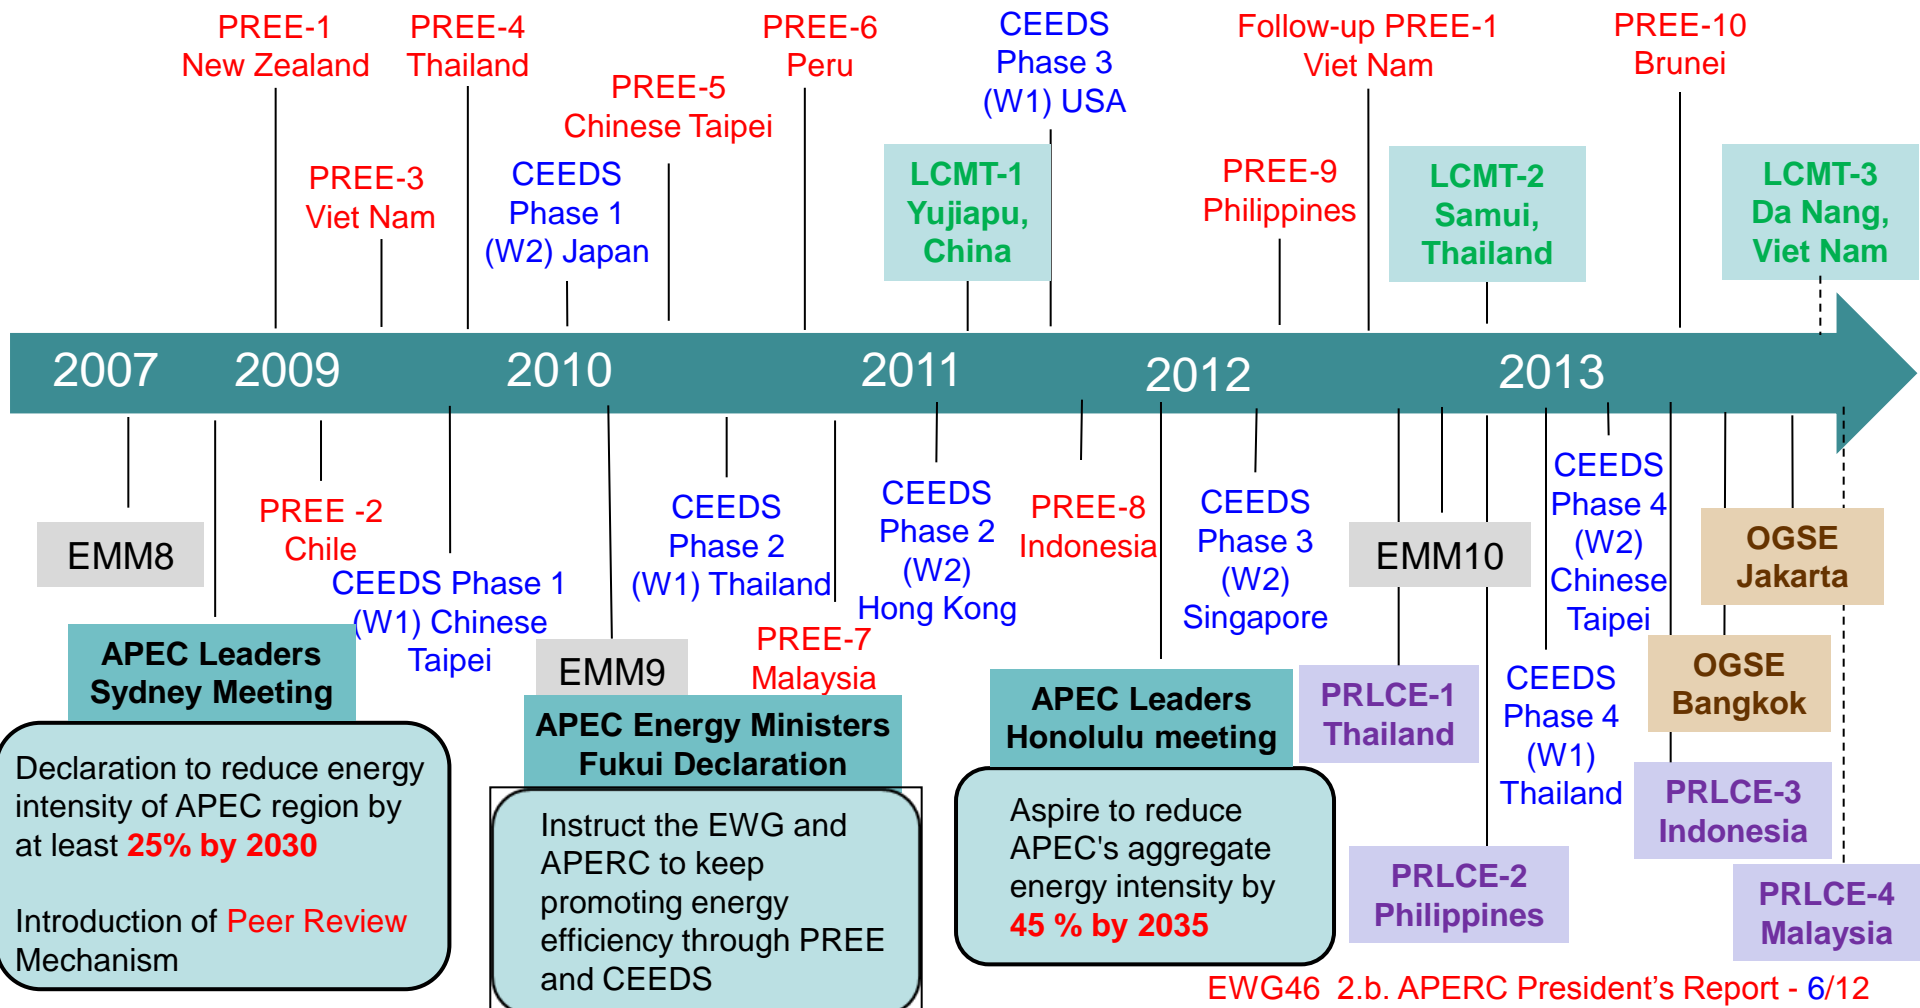 PREE-1
New Zealand
PREE-4
Thailand
PREE-6
Peru
CEEDS
Phase 3
(W1) USA
Follow-up PREE-1
Viet Nam
PREE-10
Brunei
PREE-5
Chinese Taipei
PREE-3
Viet Nam
CEEDS
Phase 1
(W2) Japan
LCMT-1
Yujiapu,
China
PREE-9
Philippines
LCMT-2
Samui,
Thailand
LCMT-3
Da Nang,
Viet Nam
2007
2009
2010
2011
2012
2013
EMM8
PREE -2
Chile
CEEDS Phase 1
(W1) Chinese
Taipei
CEEDS
Phase 2
(W1) Thailand
CEEDS
Phase 2
(W2)
Hong Kong
PREE-8
Indonesia
CEEDS
Phase 3
(W2)
Singapore
EMM10
CEEDS
Phase 4
(W2)
Chinese
Taipei
OGSE
Jakarta
APEC Leaders
Sydney Meeting
EMM9
PREE-7
Malaysia
APEC Energy Ministers
Fukui Declaration
APEC Leaders
Honolulu meeting
PRLCE-1
Thailand
CEEDS
Phase 4
(W1)
Thailand
OGSE
Bangkok
Declaration to reduce energy
intensity of APEC region by
at least 25% by 2030
Introduction of Peer Review
Mechanism
Instruct the EWG and
APERC to keep
promoting energy
efficiency through PREE
and CEEDS
Aspire to reduce
APEC's aggregate
energy intensity by
45 % by 2035
PRLCE-3
Indonesia
PRLCE-2
Philippines
PRLCE-4
Malaysia
EWG46 2.b. APERC President's Report - 6/12